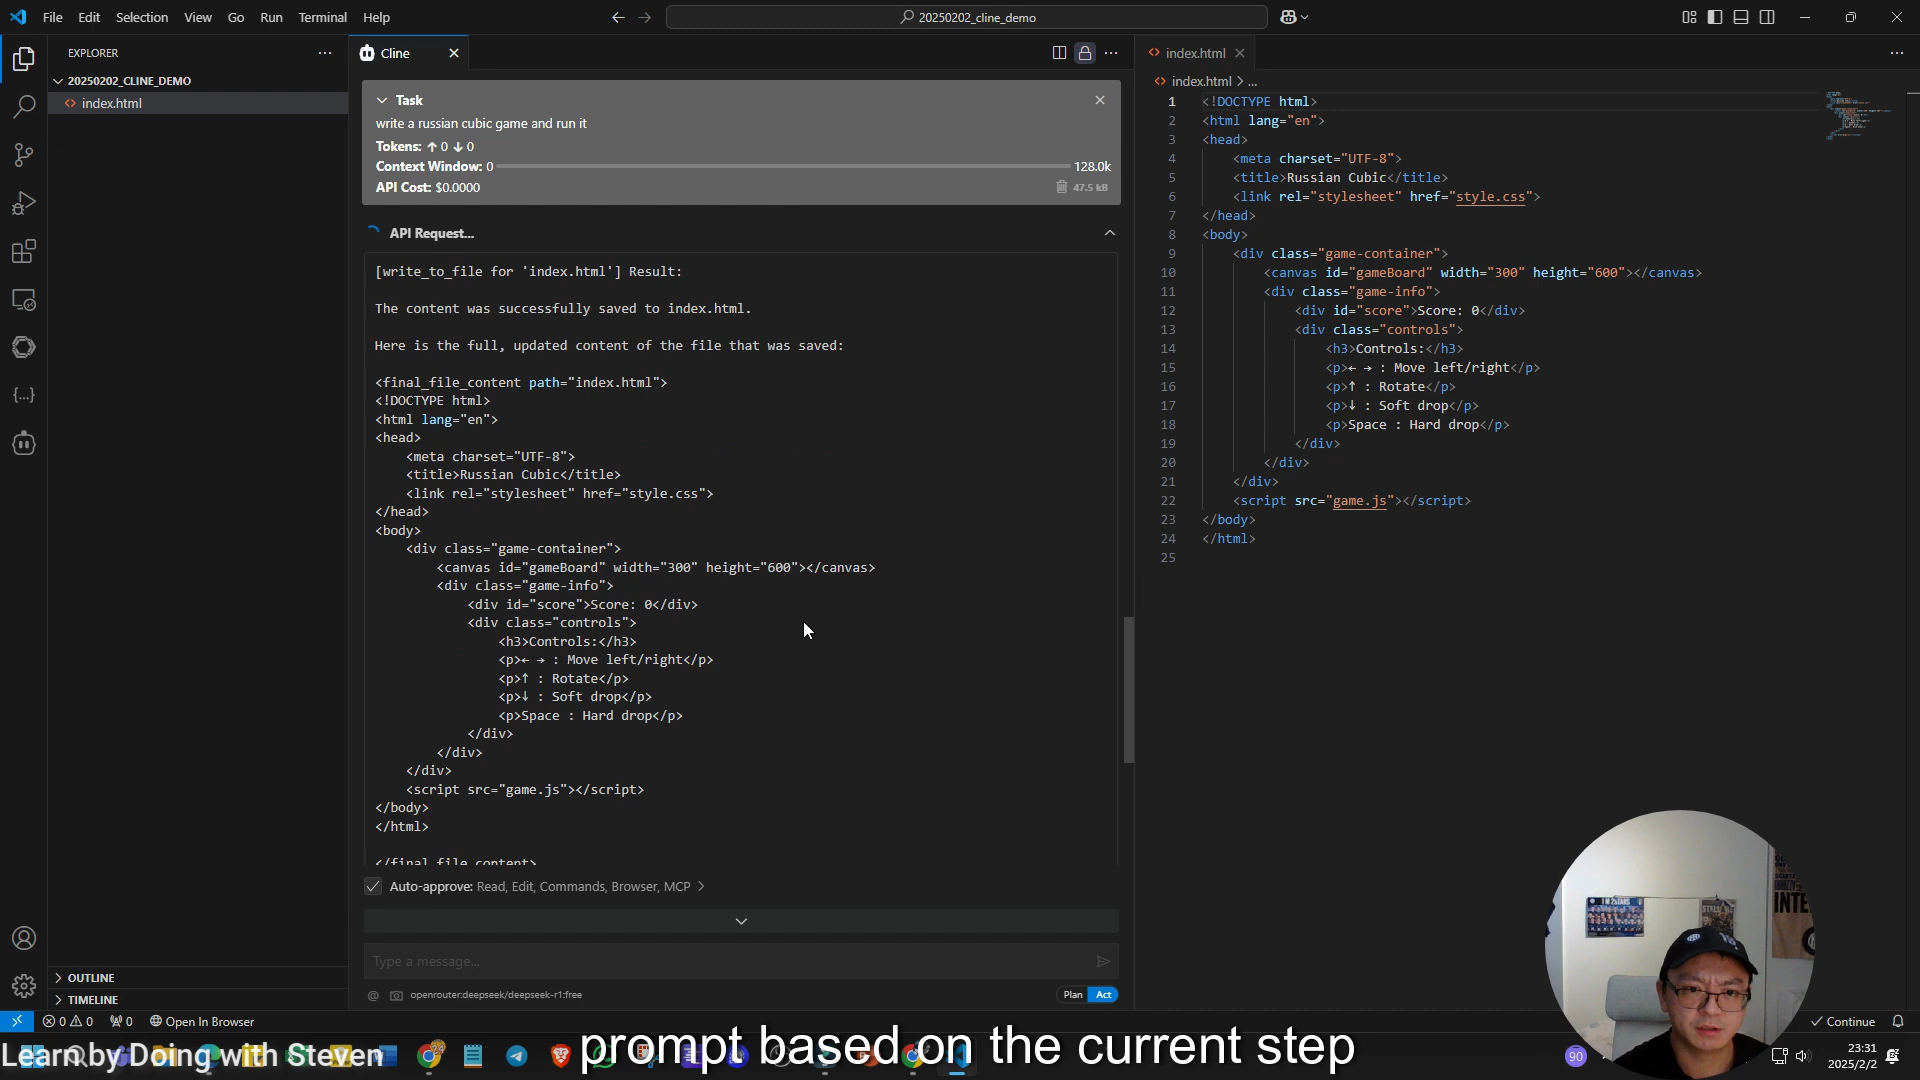 File Edit Selection View Go Run Terminal Help
20250202_cline_demo
EXPLORER
20250202_CLINE_DEMO
index.html
OUTLINE
TIMELINE
Cline
Task
write a russian cubic game and run it
Tokens: ↑ 0 ↓ 0
Context Window: 0 128.0k
API Cost: $0.0000 47.5 kB
API Request...
[write_to_file for 'index.html'] Result:
The content was successfully saved to index.html.
Here is the full, updated content of the file that was saved:
<final_file_content path="index.html">
<!DOCTYPE html>
<html lang="en">
<head>
<meta charset="UTF-8">
<title>Russian Cubic</title>
<link rel="stylesheet" href="style.css">
</head>
<body>
<div class="game-container">
<canvas id="gameBoard" width="300" height="600"></canvas>
<div class="game-info">
<div id="score">Score: 0</div>
<div class="controls">
<h3>Controls:</h3>
<p>← → : Move left/right</p>
<p>↑ : Rotate</p>
<p>↓ : Soft drop</p>
<p>Space : Hard drop</p>
</div>
</div>
</div>
<script src="game.js"></script>
</body>
</html>
</final_file_content>
Auto-approve: Read, Edit, Commands, Browser, MCP
Type a message...
@ openrouter:deepseek/deepseek-r1:free
Plan Act
index.html
index.html > ...
1 <!DOCTYPE html>
2 <html lang="en">
3 <head>
4 <meta charset="UTF-8">
5 <title>Russian Cubic</title>
6 <link rel="stylesheet" href="style.css">
7 </head>
8 <body>
9 <div class="game-container">
10 <canvas id="gameBoard" width="300" height="600"></canvas>
11 <div class="game-info">
12 <div id="score">Score: 0</div>
13 <div class="controls">
14 <h3>Controls:</h3>
15 <p>← → : Move left/right</p>
16 <p>↑ : Rotate</p>
17 <p>↓ : Soft drop</p>
18 <p>Space : Hard drop</p>
19 </div>
20 </div>
21 </div>
22 <script src="game.js"></script>
23 </body>
24 </html>
25
0 0 0 Open In Browser
Continue
Learn by Doing with Steven
prompt based on the current step
24
90
23:31
2025/2/2